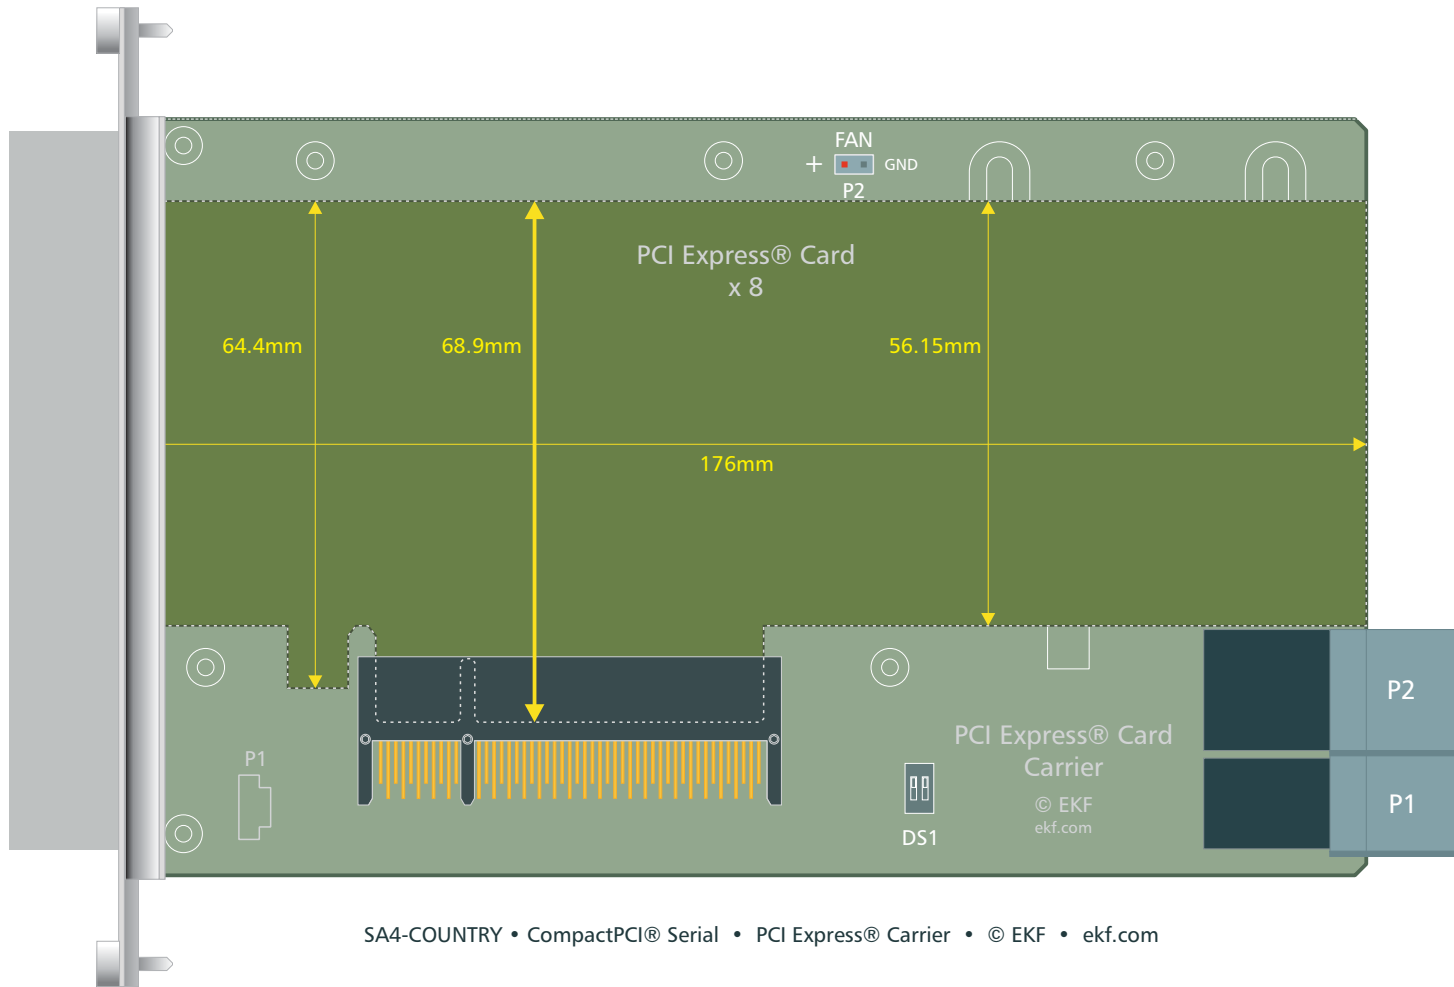 FAN
+ GND
P2
PCI Express® Card
x 8
64.4mm
68.9mm
56.15mm
176mm
P2
P1
PCI Express® Card
Carrier
© EKF
ekf.com
P1
DS1
SA4-COUNTRY • CompactPCI® Serial • PCI Express® Carrier • © EKF • ekf.com